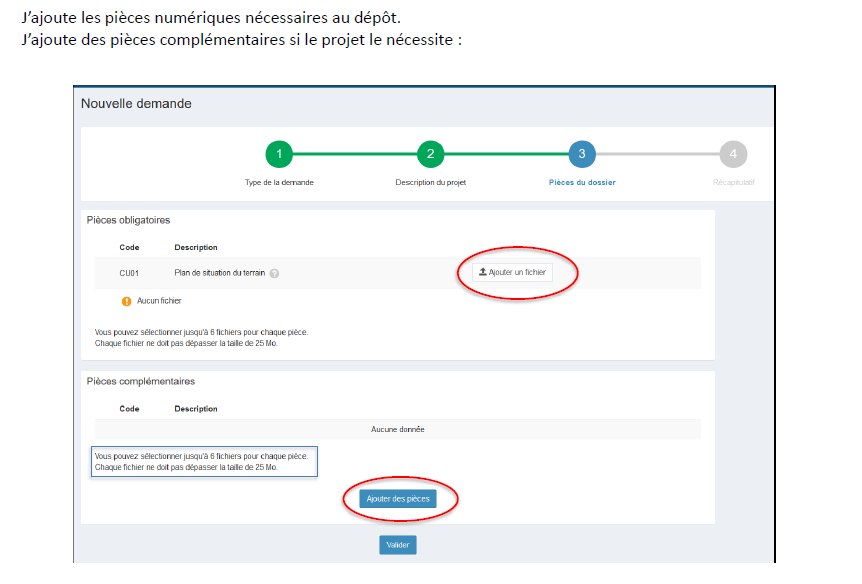 J’ajoute les pièces numériques nécessaires au dépôt.
J’ajoute des pièces complémentaires si le projet le nécessite :
Nouvelle demande
1 2 3 4
Type de la demande Description du projet Pièces du dossier Récapitulatif
Pièces obligatoires
Code Description
CU01 Plan de situation du terrain ? Ajouter un fichier
! Aucun fichier
Vous pouvez sélectionner jusqu'à 6 fichiers pour chaque pièce.
Chaque fichier ne doit pas dépasser la taille de 25 Mo.
Pièces complémentaires
Code Description
Aucune donnée
Vous pouvez sélectionner jusqu'à 6 fichiers pour chaque pièce.
Chaque fichier ne doit pas dépasser la taille de 25 Mo.
Ajouter des pièces
Valider